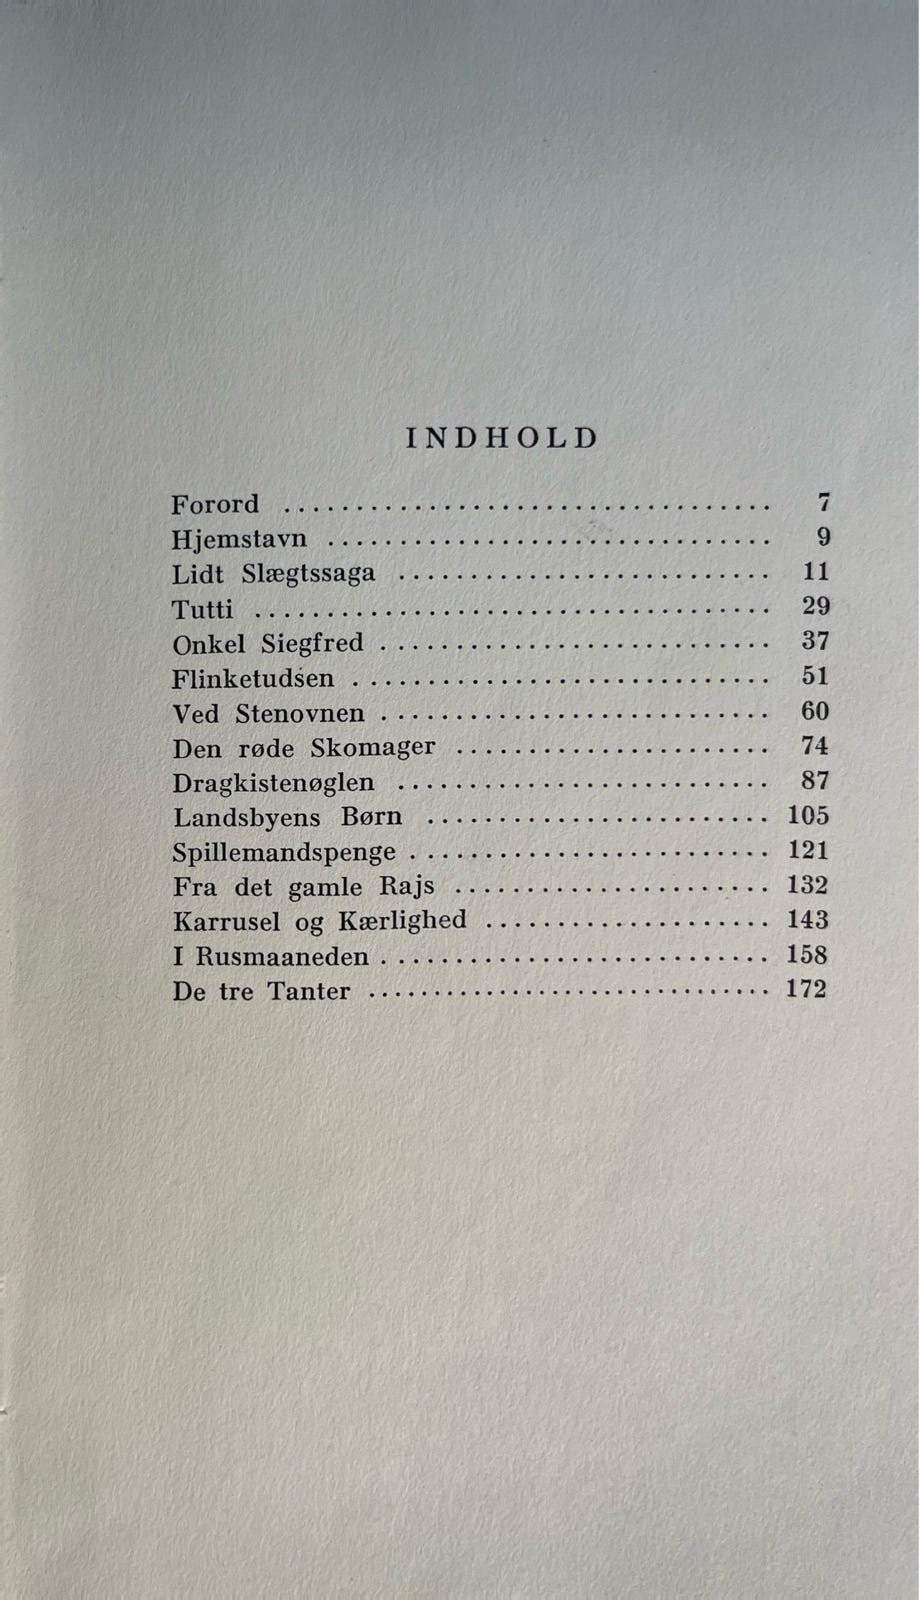 INDHOLD
Forord .................................. 7
Hjemstavn ............................... 9
Lidt Slægtssaga .......................... 11
Tutti .................................... 29
Onkel Siegfred ........................... 37
Flinketudsen ............................. 51
Ved Stenovnen ........................... 60
Den røde Skomager ...................... 74
Dragkistenøglen .......................... 87
Landsbyens Børn ........................ 105
Spillemandspenge ......................... 121
Fra det gamle Rajs ...................... 132
Karrusel og Kærlighed .................... 143
I Rusmaaneden ........................... 158
De tre Tanter ............................ 172